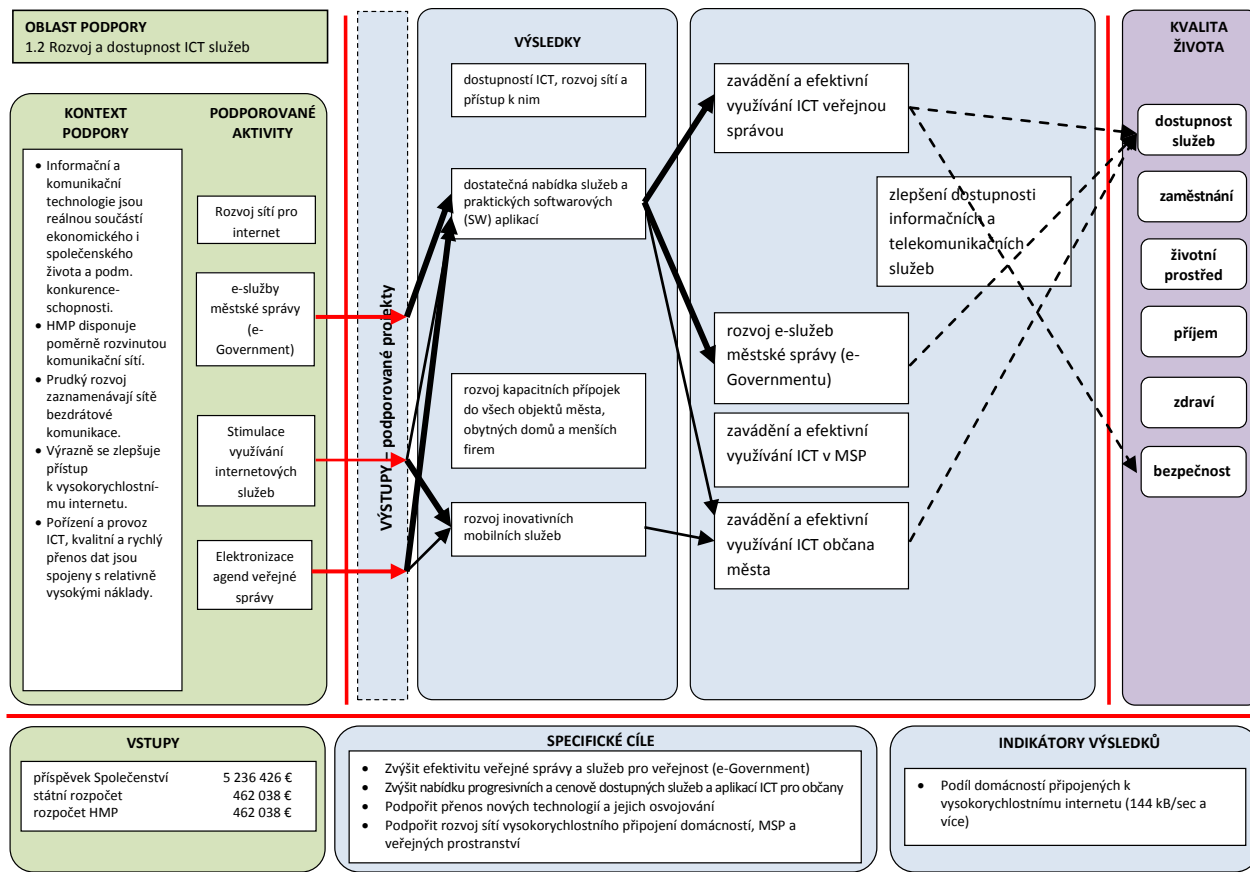 OBLAST PODPORY
1.2 Rozvoj a dostupnost ICT služeb
KONTEXT
PODPORY
• Informační a
komunikační
technologie jsou
reálnou součástí
ekonomického i
společenského
života a podm.
konkurence-
schopnosti.
• HMP disponuje
poměrně rozvinutou
komunikační sítí.
• Prudký rozvoj
zaznamenávají sítě
bezdrátové
komunikace.
• Výrazně se zlepšuje
přístup
k vysokorychlostní-
mu internetu.
• Pořízení a provoz
ICT, kvalitní a rychlý
přenos dat jsou
spojeny s relativně
vysokými náklady.
PODPOROVANÉ
AKTIVITY
Rozvoj sítí pro
internet
e-služby
městské správy
(e-
Government)
Stimulace
využívání
internetových
služeb
Elektronizace
agend veřejné
správy
VÝSTUPY – podporované projekty
VÝSLEDKY
dostupností ICT, rozvoj sítí a
přístup k nim
dostatečná nabídka služeb a
praktických softwarových
(SW) aplikací
rozvoj kapacitních přípojek
do všech objektů města,
obytných domů a menších
firem
rozvoj inovativních
mobilních služeb
zavádění a efektivní
využívání ICT veřejnou
správou
zlepšení dostupnosti
informačních a
telekomunikačních
služeb
rozvoj e-služeb
městské správy (e-
Governmentu)
zavádění a efektivní
využívání ICT v MSP
zavádění a efektivní
využívání ICT občana
města
KVALITA
ŽIVOTA
dostupnost
služeb
zaměstnání
životní
prostřed
příjem
zdraví
bezpečnost
VSTUPY
příspěvek Společenství 5 236 426 €
státní rozpočet 462 038 €
rozpočet HMP 462 038 €
SPECIFICKÉ CÍLE
• Zvýšit efektivitu veřejné správy a služeb pro veřejnost (e-Government)
• Zvýšit nabídku progresivních a cenově dostupných služeb a aplikací ICT pro občany
• Podpořit přenos nových technologií a jejich osvojování
• Podpořit rozvoj sítí vysokorychlostního připojení domácností, MSP a
veřejných prostranství
INDIKÁTORY VÝSLEDKŮ
• Podíl domácností připojených k
vysokorychlostnímu internetu (144 kB/sec a
více)